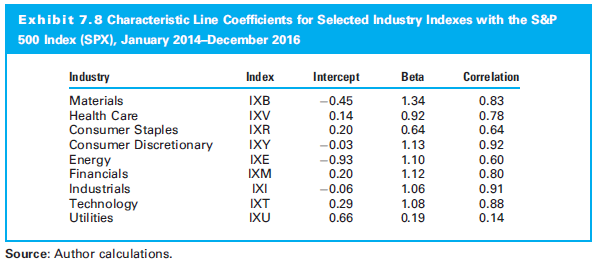 Exhibit 7.8 Characteristic Line Coefficients for Selected Industry Indexes with the S&P
500 Index (SPX), January 2014–December 2016
Industry Index Intercept Beta Correlation
Materials IXB −0.45 1.34 0.83
Health Care IXV 0.14 0.92 0.78
Consumer Staples IXR 0.20 0.64 0.64
Consumer Discretionary IXY −0.03 1.13 0.92
Energy IXE −0.93 1.10 0.60
Financials IXM 0.20 1.12 0.80
Industrials IXI −0.06 1.06 0.91
Technology IXT 0.29 1.08 0.88
Utilities IXU 0.66 0.19 0.14
Source: Author calculations.